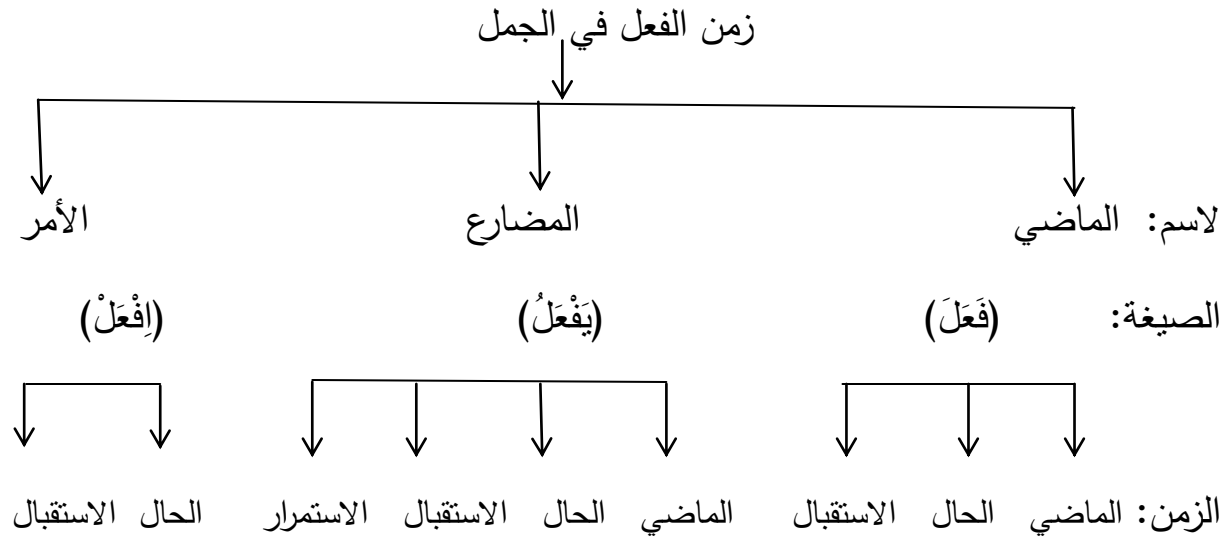 زمن الفعل في الجمل
لاسم: الماضي المضارع الأمر
الصيغة: (فَعَلَ) (يَفْعَلُ) (اِفْعَلْ)
الزمن: الماضي الحال الاستقبال الماضي الحال الاستقبال الاستمرار الحال الاستقبال